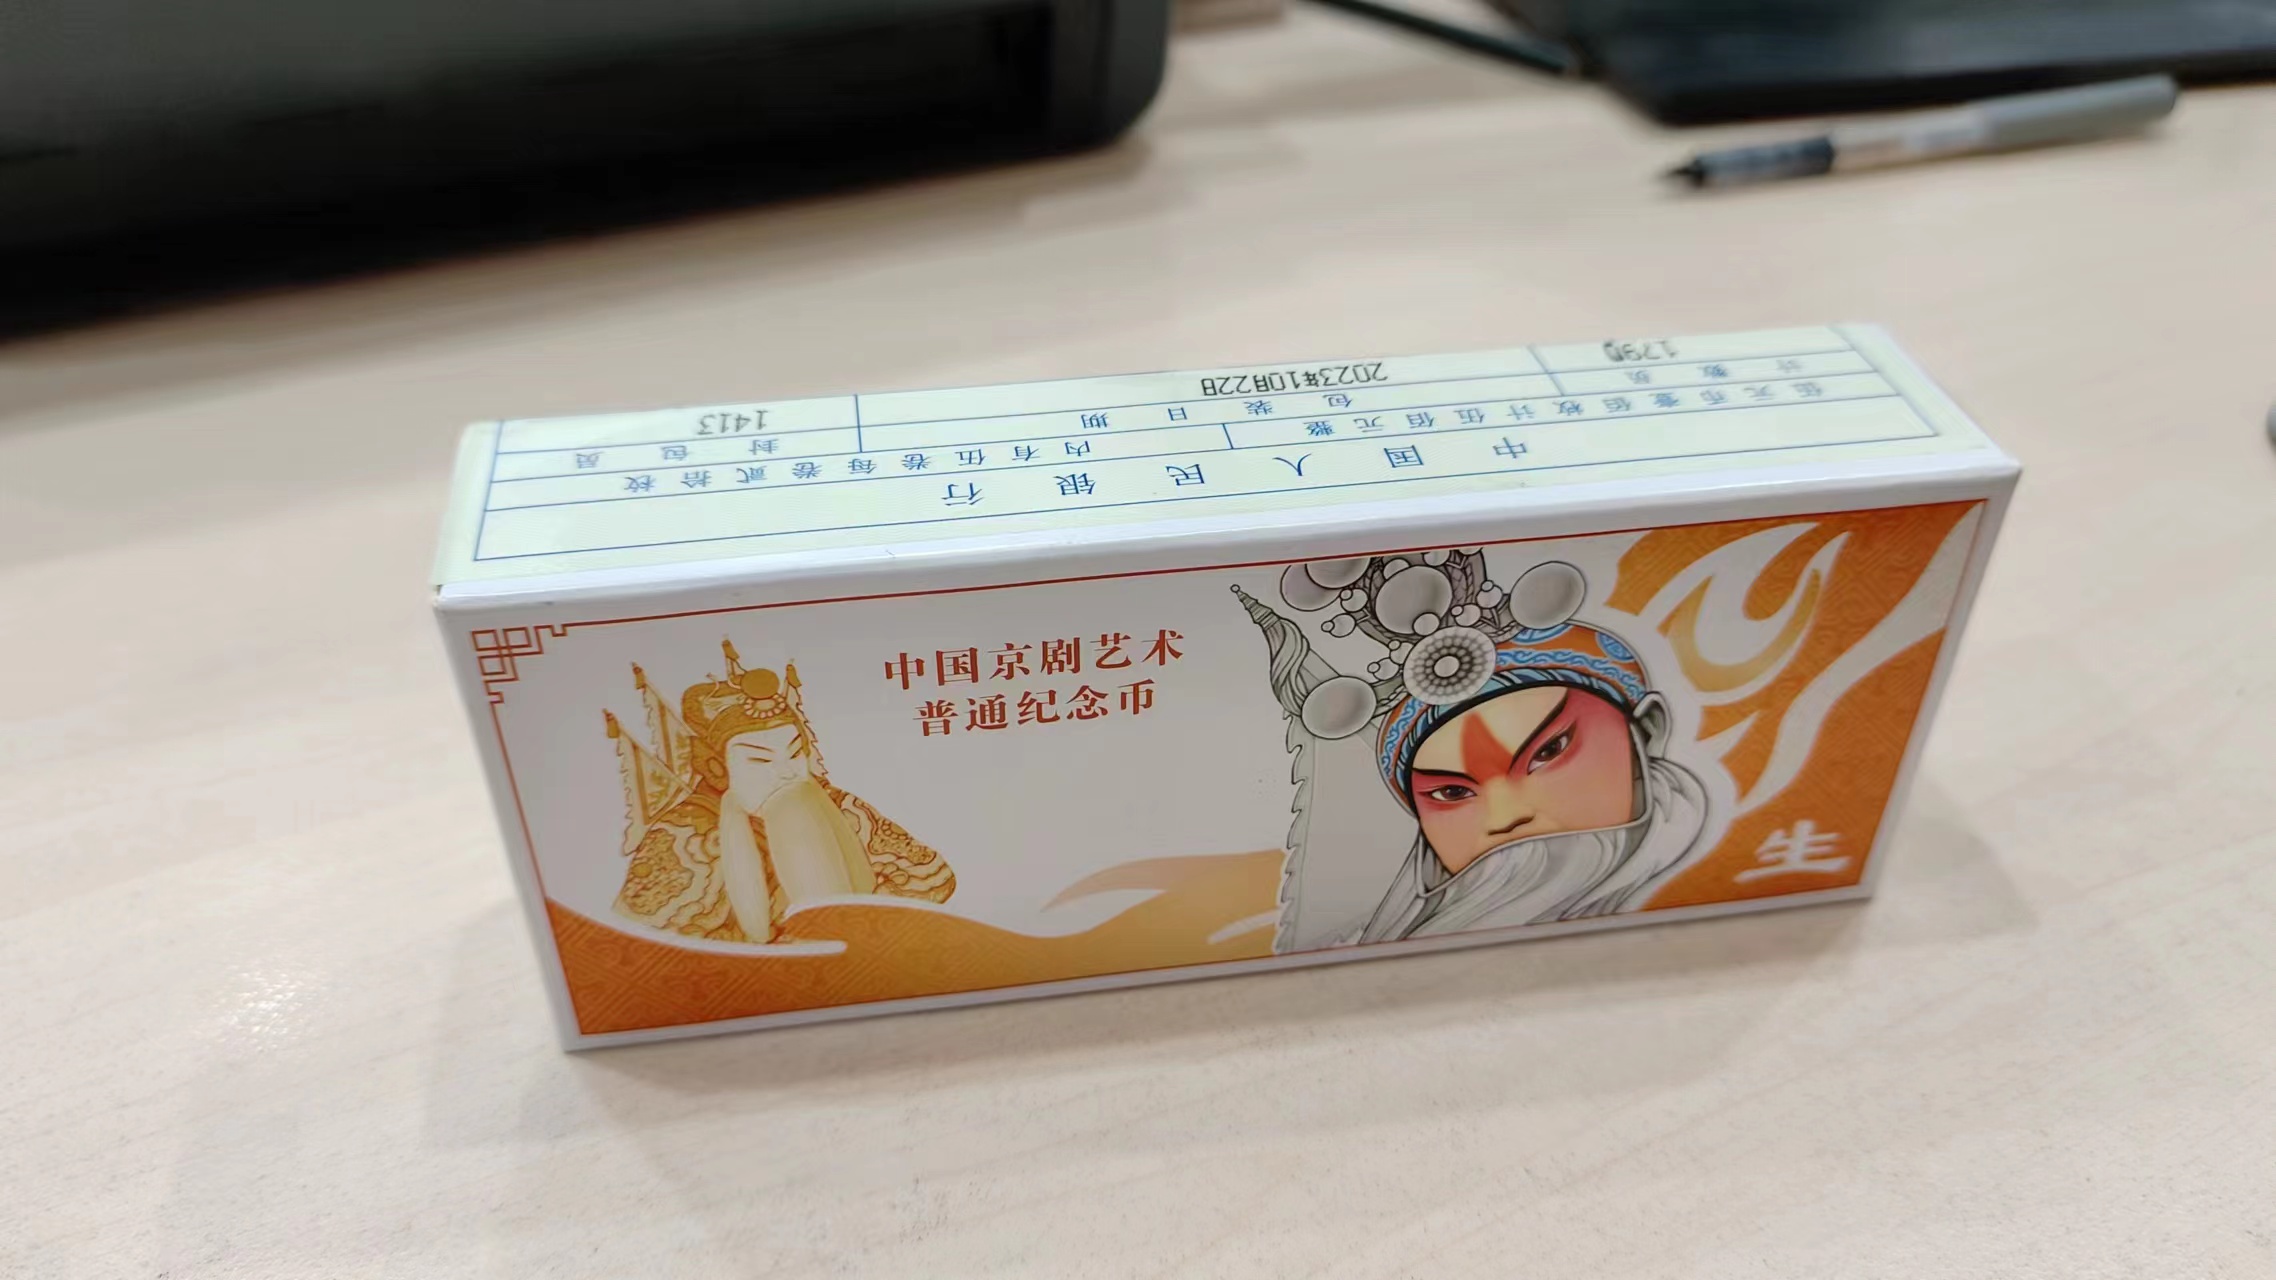 中国人民银行
伍元币壹佰枚计伍佰元整
内有伍卷每卷贰拾枚
计数员
包装日期
封包员
2023年10月22日
1413
中国京剧艺术
普通纪念币
生